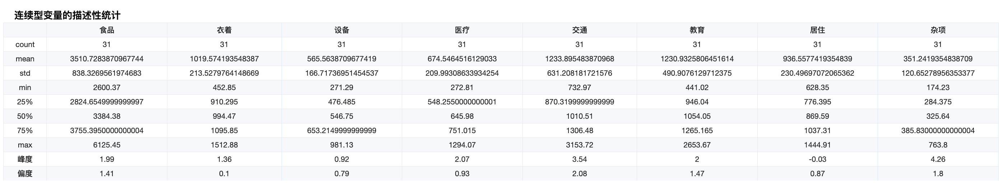 连续型变量的描述性统计
食品 衣着 设备 医疗 交通 教育 居住 杂项
count 31 31 31 31 31 31 31 31
mean 3510.7283870967744 1019.574193548387 565.5638709677419 674.5464516129033 1233.895483870968 1230.9325806451614 936.5577419354839 351.2419354838709
std 838.3269561974683 213.5279764148669 166.71736951454537 209.99308633934254 631.208181721576 490.9076129712375 230.49697072065362 120.65278956353377
min 2600.37 452.85 271.29 272.81 732.97 441.02 628.35 174.23
25% 2824.6549999999997 910.295 476.485 548.2550000000001 870.3199999999999 946.04 776.395 284.375
50% 3384.38 994.47 546.75 645.98 1010.51 1054.05 869.59 325.64
75% 3755.3950000000004 1095.85 653.2149999999999 751.015 1306.48 1265.165 1037.31 385.83000000000004
max 6125.45 1512.88 981.13 1294.07 3153.72 2653.67 1444.91 763.8
峰度 1.99 1.36 0.92 2.07 3.54 2 -0.03 4.26
偏度 1.41 0.1 0.79 0.93 2.08 1.47 0.87 1.8